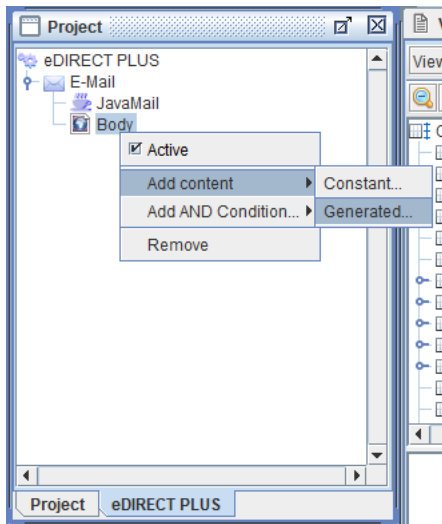 Project
eDIRECT PLUS
E-Mail
JavaMail
Body
Active
Add content
Constant...
Add AND Condition...
Generated...
Remove
Project
eDIRECT PLUS
View